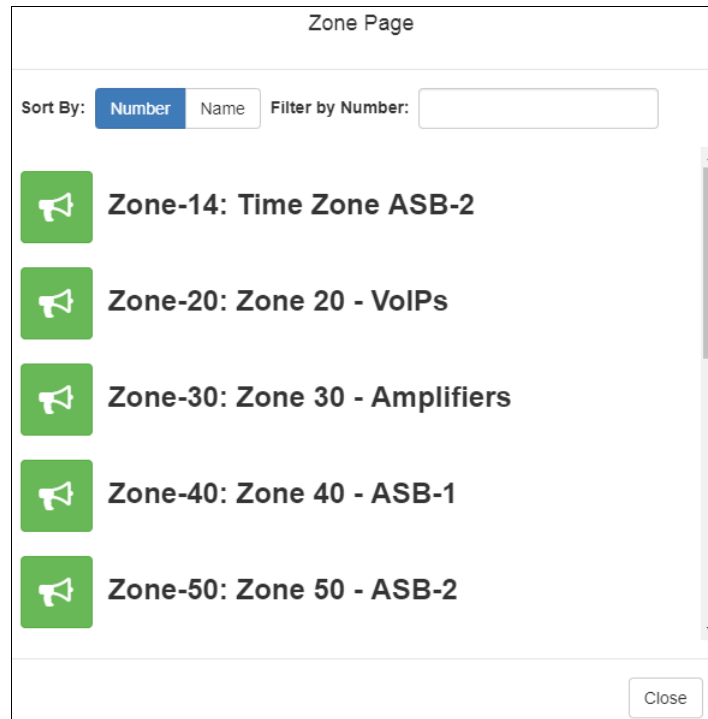 Zone Page
Sort By: Number Name Filter by Number:
Zone-14: Time Zone ASB-2
Zone-20: Zone 20 - VoIPs
Zone-30: Zone 30 - Amplifiers
Zone-40: Zone 40 - ASB-1
Zone-50: Zone 50 - ASB-2
Close